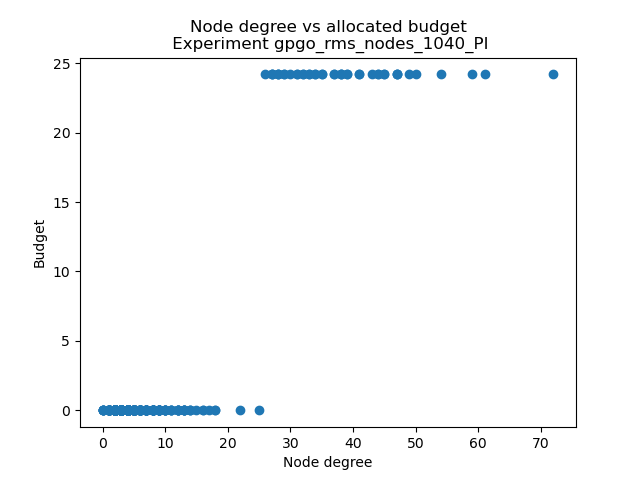 Node degree vs allocated budget
Experiment gpgo_rms_nodes_1040_PI
25
20
15
10
5
0
Budget
0 10 20 30 40 50 60 70
Node degree